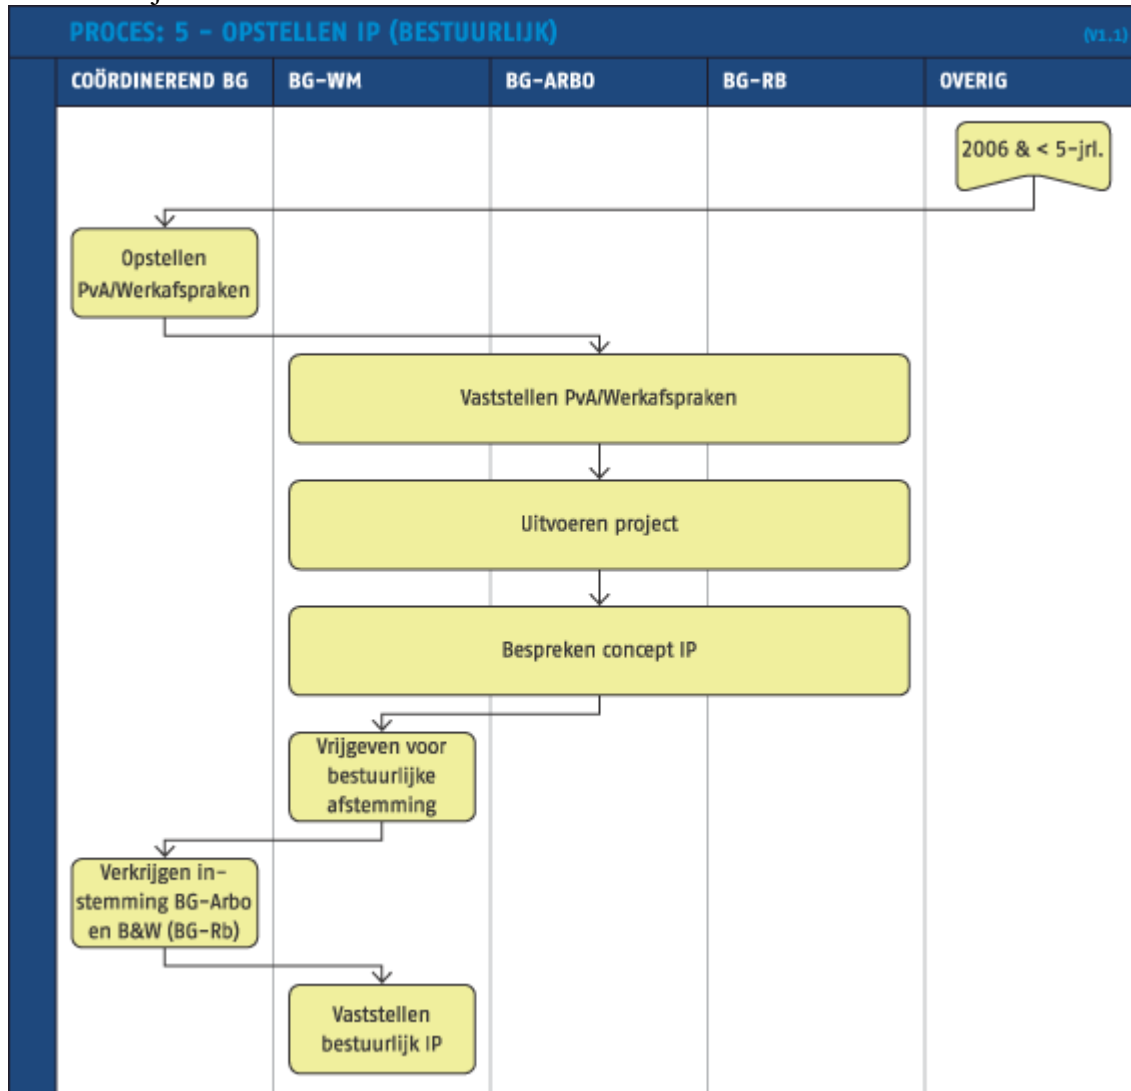 PROCES: 5 - OPSTELLEN IP (BESTUURLIJK)
(V1.1)
COÖRDINEREND BG
BG-WM
BG-ARBO
BG-RB
OVERIG
2006 & < 5-jrl.
Opstellen
PvA/Werkafspraken
Vaststellen PvA/Werkafspraken
Uitvoeren project
Bespreken concept IP
Vrijgeven voor
bestuurlijke
afstemming
Verkrijgen in-
stemming BG-Arbo
en B&W (BG-Rb)
Vaststellen
bestuurlijk IP